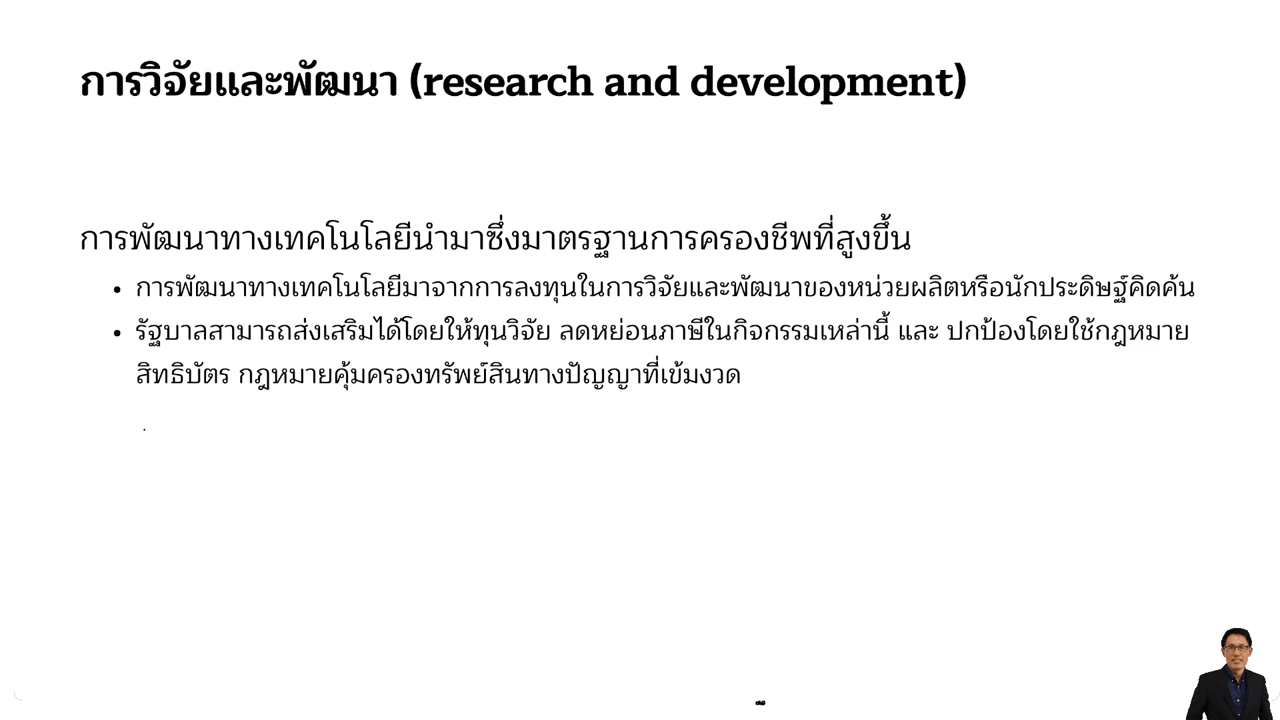 การวิจัยและพัฒนา (research and development)
การพัฒนาทางเทคโนโลยีนำมาซึ่งมาตรฐานการครองชีพที่สูงขึ้น
• การพัฒนาทางเทคโนโลยีมาจากการลงทุนในการวิจัยและพัฒนาของหน่วยผลิตหรือนักประดิษฐ์คิดค้น
• รัฐบาลสามารถส่งเสริมได้โดยให้ทุนวิจัย ลดหย่อนภาษีในกิจกรรมเหล่านี้ และ ปกป้องโดยใช้กฎหมาย
สิทธิบัตร กฎหมายคุ้มครองทรัพย์สินทางปัญญาที่เข้มงวด
.